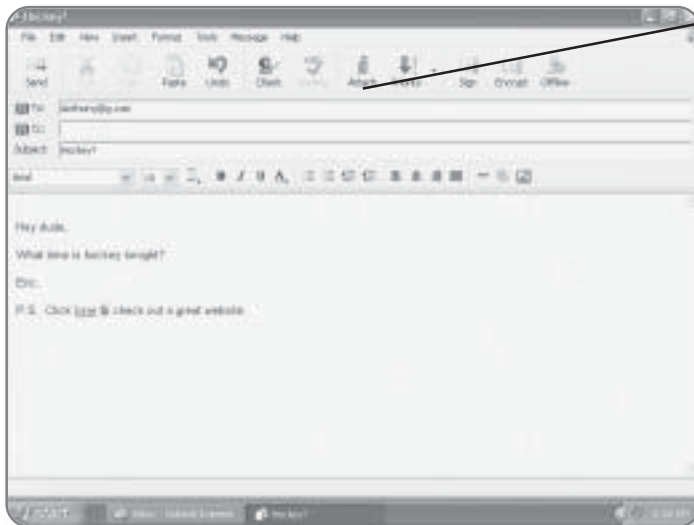 Hockey?
File Edit View Insert Format Tools Message Help
Send Paste Undo Check Attach Priority Sign Encrypt Offline
To:
Cc:
Subject: Hockey?
Arial
Hey dude,
What time is hockey tonight?
Eric.
P.S. Click here & check out a great website
start Hockey?